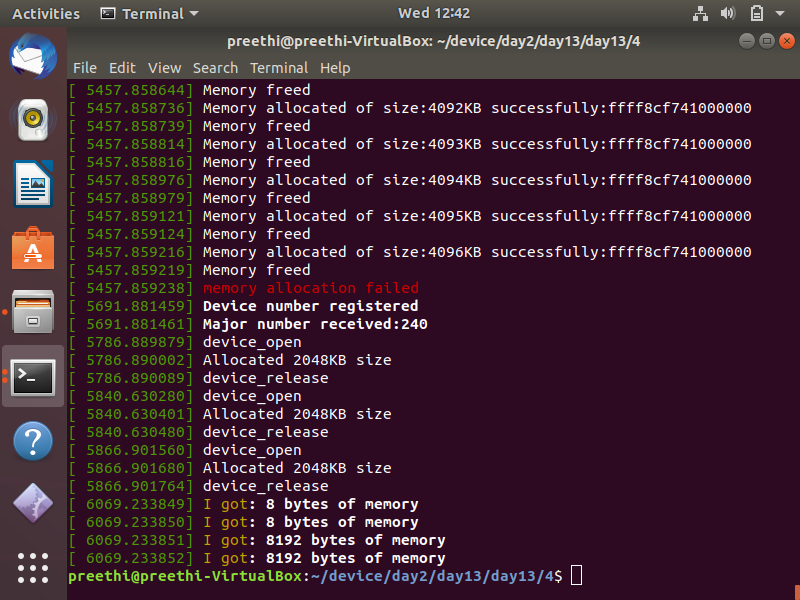 Activities Terminal Wed 12:42
preethi@preethi-VirtualBox: ~/device/day2/day13/day13/4
File Edit View Search Terminal Help
[ 5457.858644] Memory freed
[ 5457.858736] Memory allocated of size:4092KB successfully:ffff8cf741000000
[ 5457.858739] Memory freed
[ 5457.858814] Memory allocated of size:4093KB successfully:ffff8cf741000000
[ 5457.858816] Memory freed
[ 5457.858976] Memory allocated of size:4094KB successfully:ffff8cf741000000
[ 5457.858979] Memory freed
[ 5457.859121] Memory allocated of size:4095KB successfully:ffff8cf741000000
[ 5457.859124] Memory freed
[ 5457.859216] Memory allocated of size:4096KB successfully:ffff8cf741000000
[ 5457.859219] Memory freed
[ 5457.859238] memory allocation failed
[ 5691.881459] Device number registered
[ 5691.881461] Major number received:240
[ 5786.889879] device_open
[ 5786.890002] Allocated 2048KB size
[ 5786.890089] device_release
[ 5840.630280] device_open
[ 5840.630401] Allocated 2048KB size
[ 5840.630480] device_release
[ 5866.901560] device_open
[ 5866.901680] Allocated 2048KB size
[ 5866.901764] device_release
[ 6069.233849] I got: 8 bytes of memory
[ 6069.233850] I got: 8 bytes of memory
[ 6069.233851] I got: 8192 bytes of memory
[ 6069.233852] I got: 8192 bytes of memory
preethi@preethi-VirtualBox:~/device/day2/day13/day13/4$